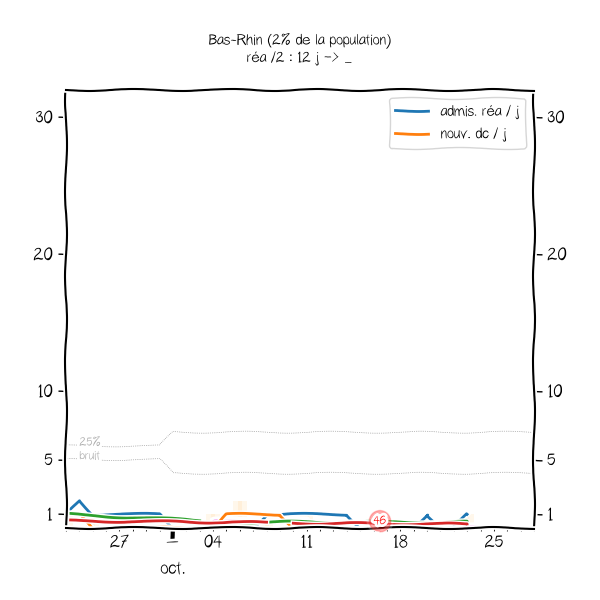 Bas-Rhin (2% de la population)
réa /2 : 12 j -> _
admis. réa / j
nouv. dc / j
30
30
20
20
10
10
25%
bruit
5
5
1
1
46
27
04
11
18
25
oct.